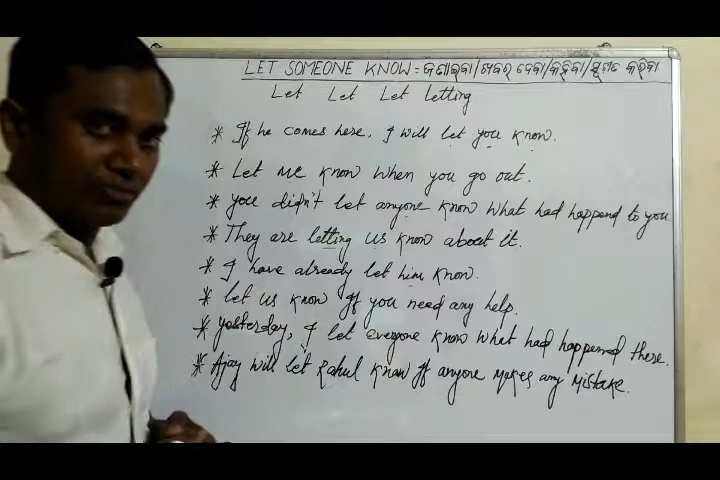 LET SOMEONE KNOW = ଜଣାଇବା/ଖବର ଦେବା/କହିବା/ସୂଚିତ କରିବା
Let Let Let letting
* If he comes here, I will let you know.
* Let me know when you go out.
* you didn't let anyone know what had happend to you.
* They are letting us know about it.
* I have already let him know.
* let us know If you need any help.
* yesterday, I let everyone know what had happened there.
* Ajay will let Rahul know If anyone makes any mistake.